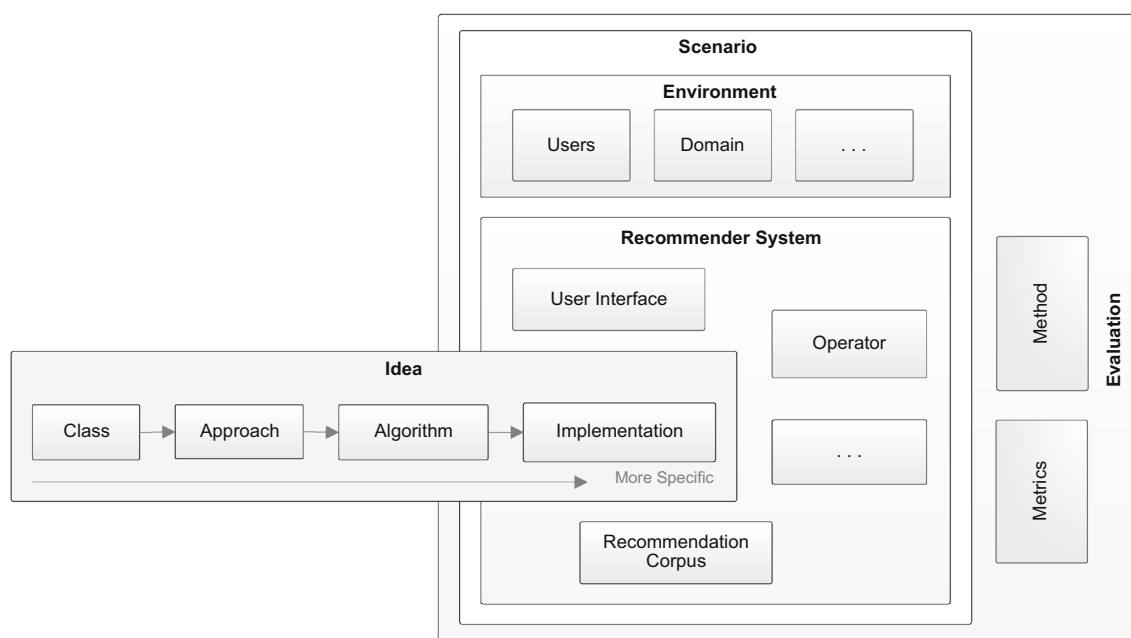 Scenario
Environment
Users
Domain
. . .
Recommender System
User Interface
Operator
. . .
Recommendation
Corpus
Idea
Class
Approach
Algorithm
Implementation
More Specific
Method
Metrics
Evaluation